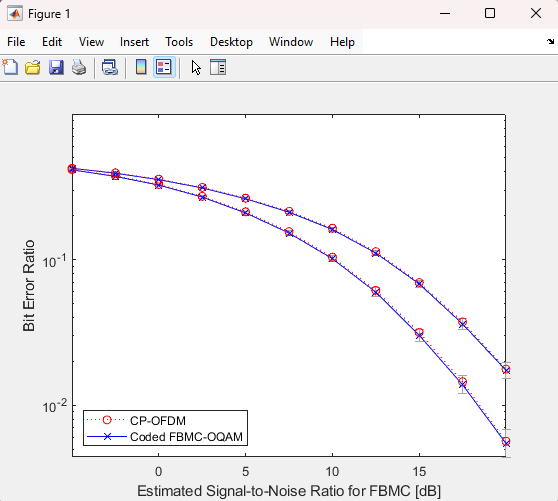 Figure 1
File Edit View Insert Tools Desktop Window Help
10-1
10-2
Bit Error Ratio
CP-OFDM
Coded FBMC-OQAM
0 5 10 15
Estimated Signal-to-Noise Ratio for FBMC [dB]